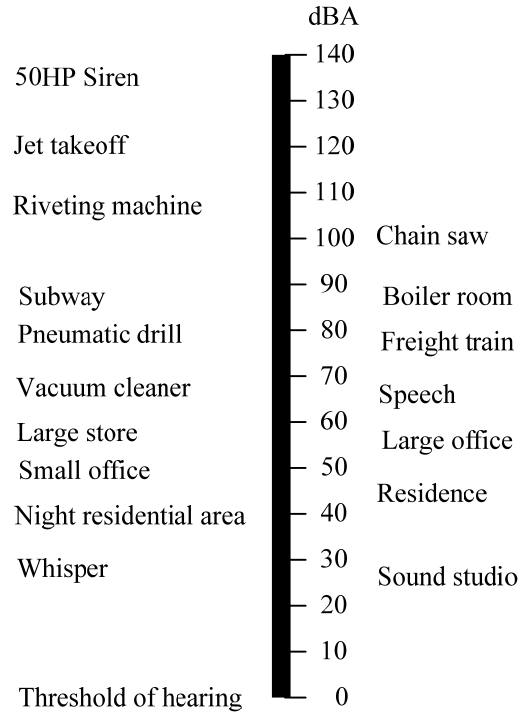 dBA
140
50HP Siren
130
Jet takeoff
120
110
Riveting machine
100
Chain saw
90
Subway
Boiler room
Pneumatic drill
80
Freight train
70
Vacuum cleaner
Speech
60
Large store
Large office
Small office
50
Residence
Night residential area
40
30
Whisper
Sound studio
20
10
Threshold of hearing
0